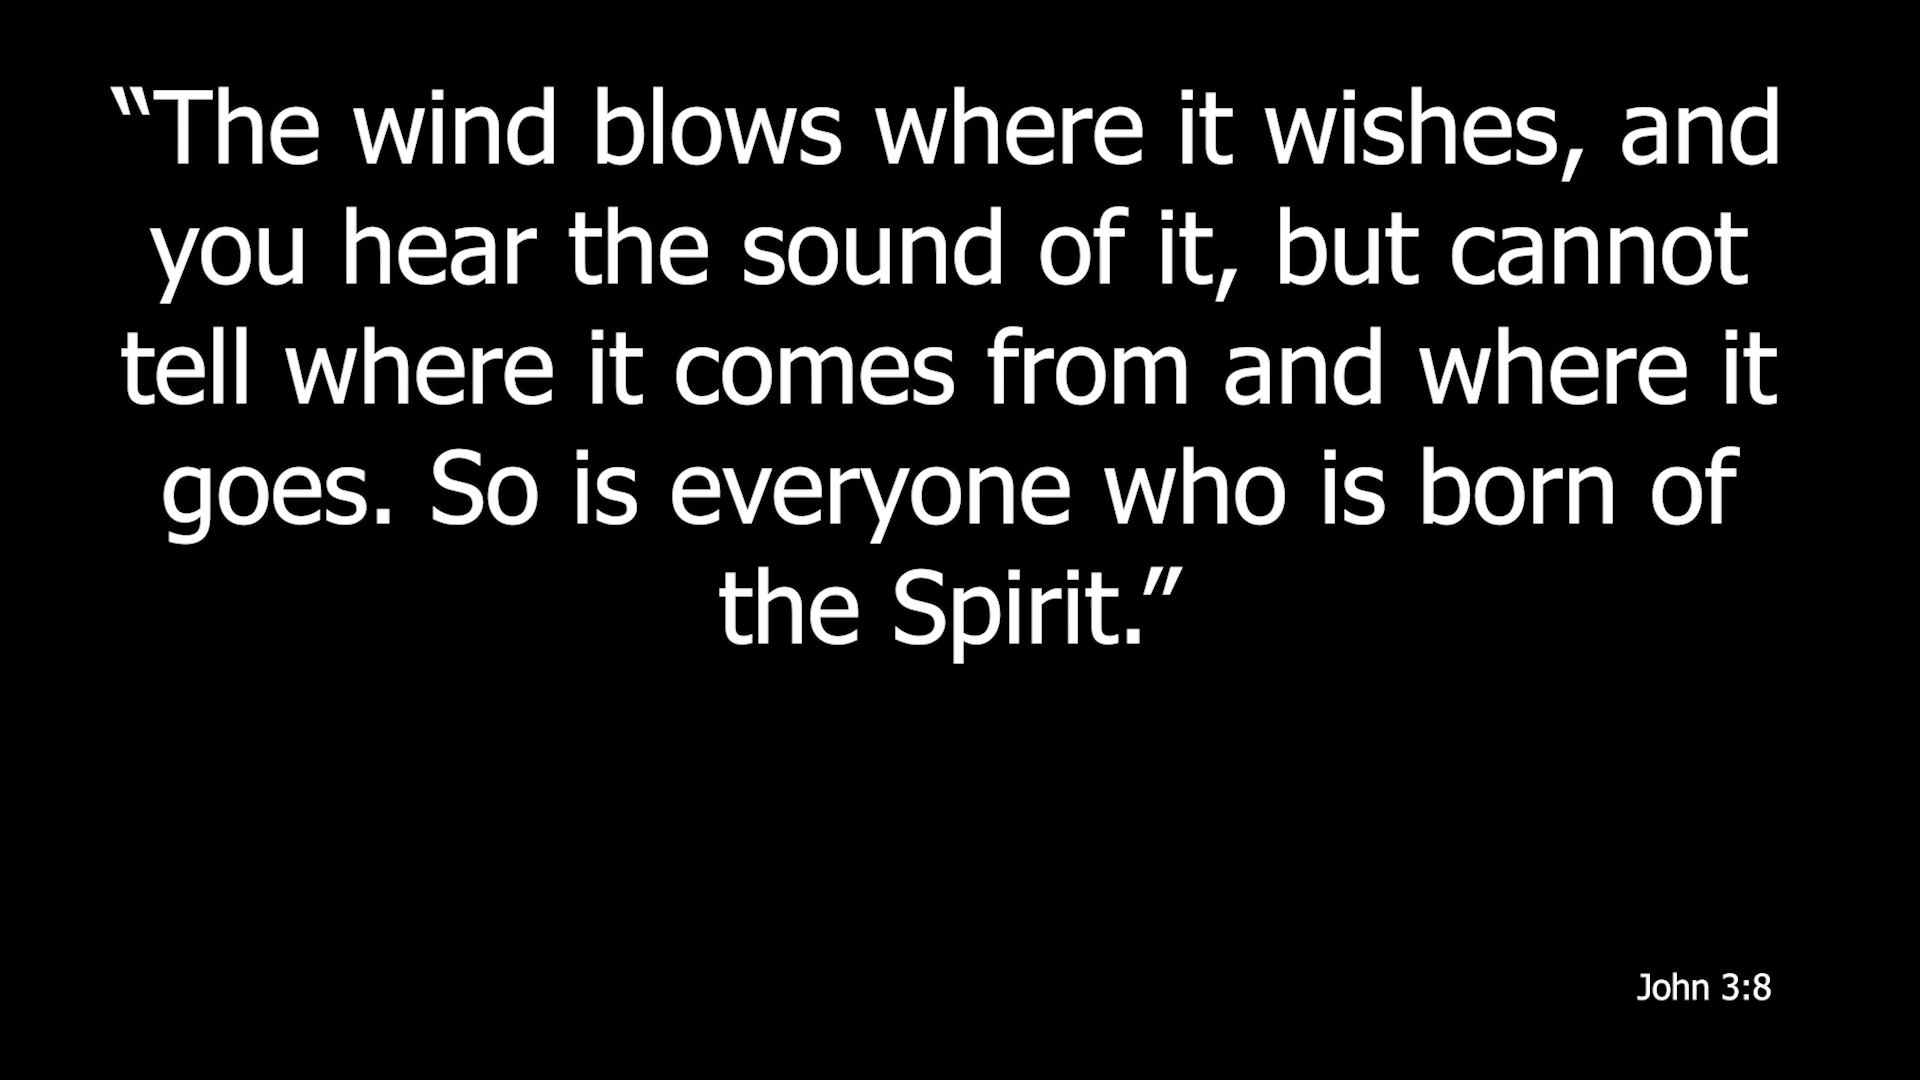 “The wind blows where it wishes, and
you hear the sound of it, but cannot
tell where it comes from and where it
goes. So is everyone who is born of
the Spirit.”
John 3:8